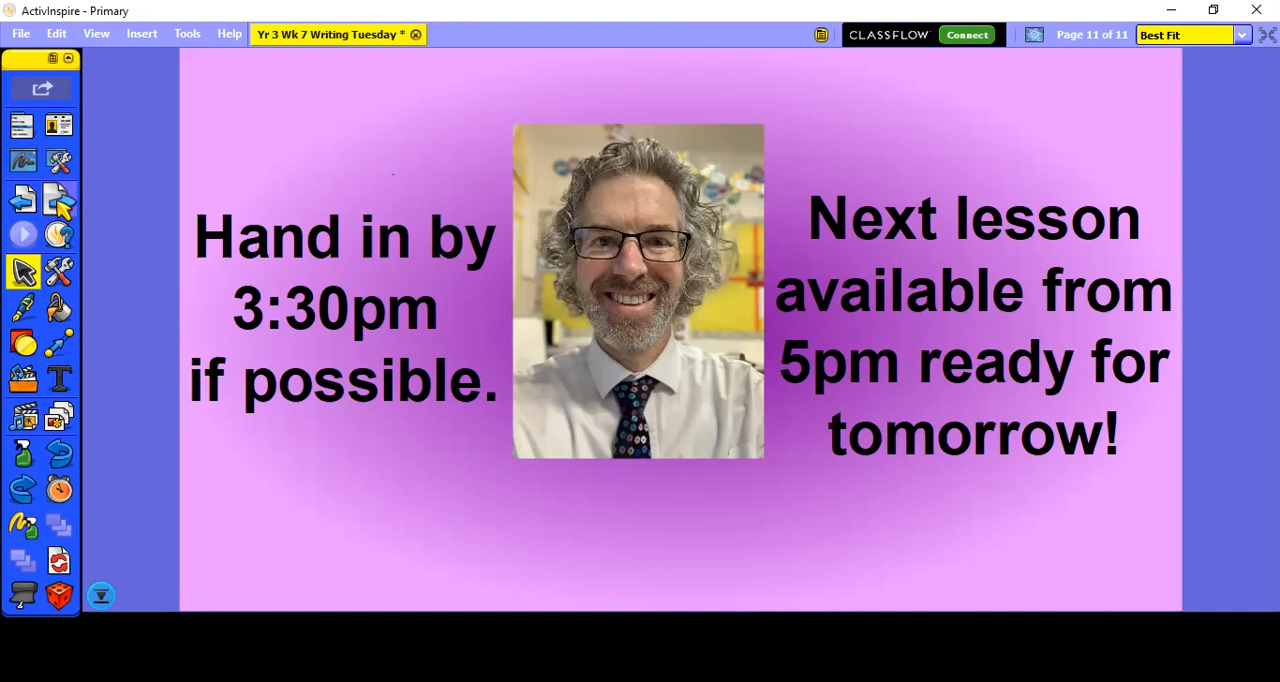 ActivInspire - Primary
File Edit View Insert Tools Help
Yr 3 Wk 7 Writing Tuesday *
CLASSFLOW Connect
Page 11 of 11
Best Fit
Hand in by
3:30pm
if possible.
Next lesson
available from
5pm ready for
tomorrow!